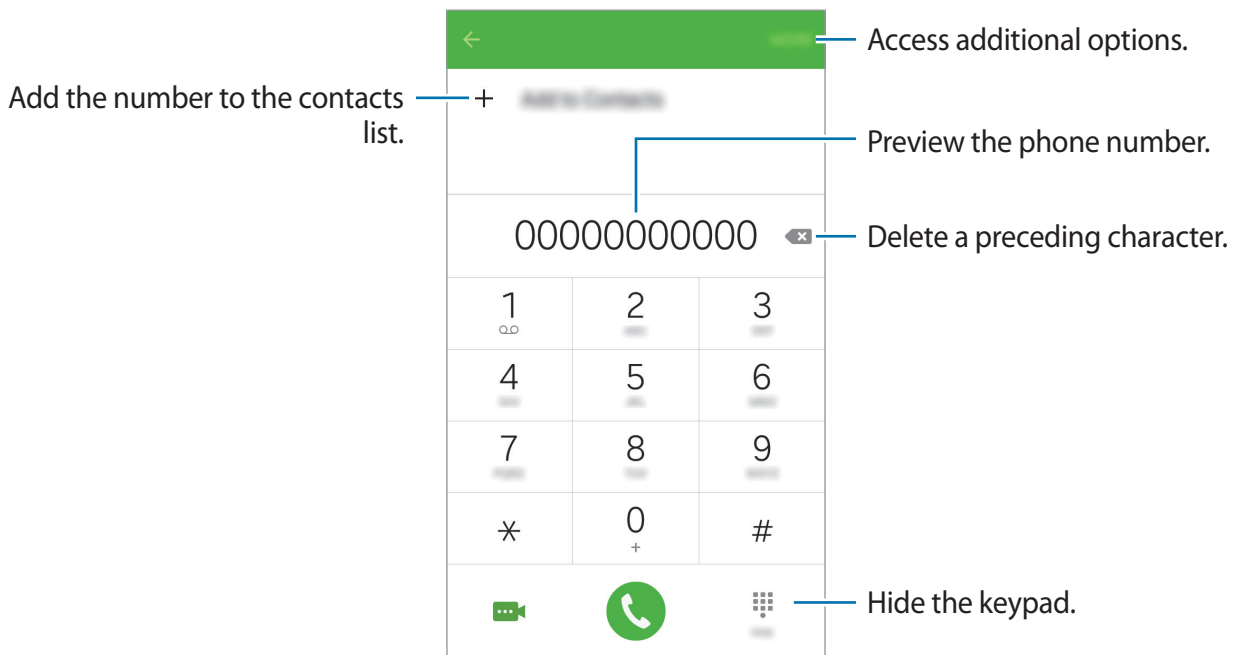 Access additional options.
Add the number to the contacts
list.
+
Preview the phone number.
00000000000
Delete a preceding character.
1 2 3
4 5 6
7 8 9
* 0 #
+
Hide the keypad.